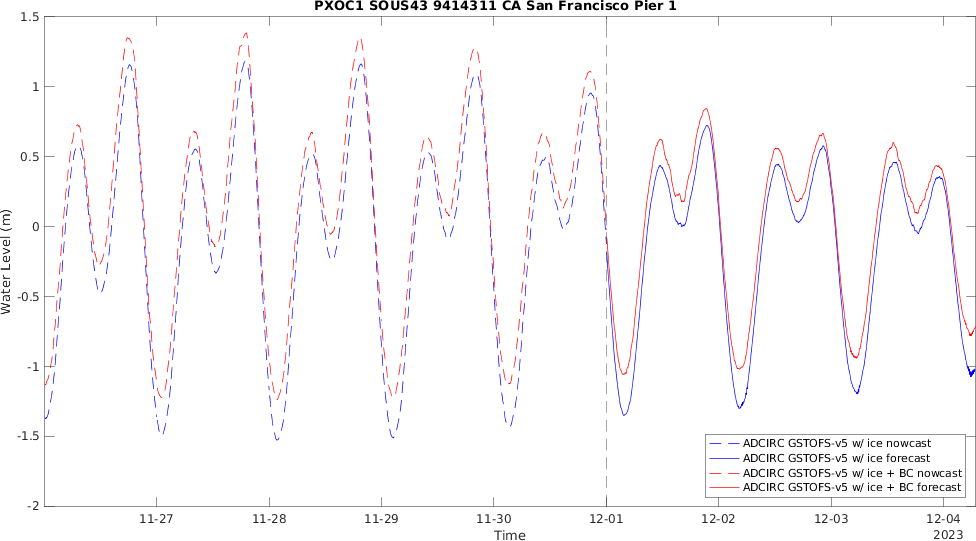 PXOC1 SOUS43 9414311 CA San Francisco Pier 1
Water Level (m)
1.5
1
0.5
0
-0.5
-1
-1.5
-2
11-27
11-28
11-29
11-30
12-01
12-02
12-03
12-04
2023
Time
ADCIRC GSTOFS-v5 w/ ice nowcast
ADCIRC GSTOFS-v5 w/ ice forecast
ADCIRC GSTOFS-v5 w/ ice + BC nowcast
ADCIRC GSTOFS-v5 w/ ice + BC forecast